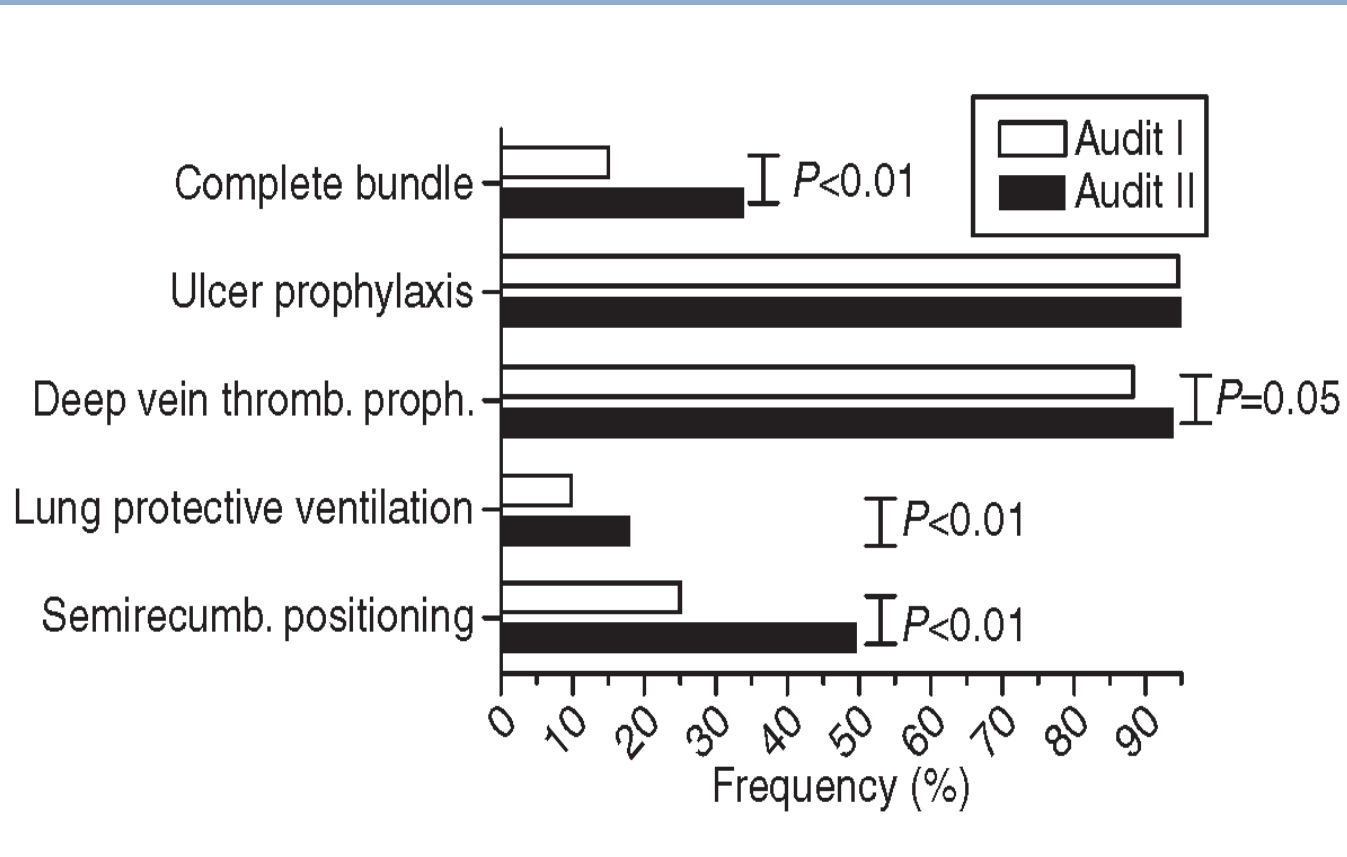 Audit I
Audit II
Complete bundle
P<0.01
Ulcer prophylaxis
Deep vein thromb. proph.
P=0.05
Lung protective ventilation
P<0.01
Semirecumb. positioning
P<0.01
0 10 20 30 40 50 60 70 80 90
Frequency (%)